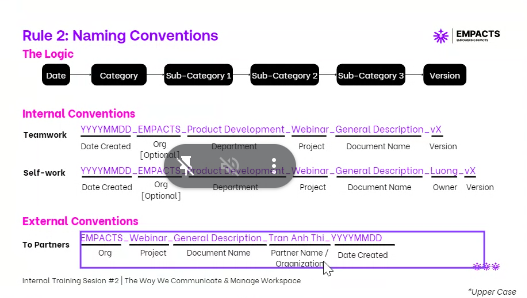 Rule 2: Naming Conventions
EMPACTS
The Logic
Date Category Sub-Category 1 Sub-Category 2 Sub-Category 3 Version
Internal Conventions
Teamwork YYYYMMDD_EMPACTS_Product Development_Webinar_General Description_vX
Date Created Org Department Project Document Name Version
[Optional]
Self-work YYYYMMDD_EMPACTS_Product Development_Webinar_General Description_Luong_vX
Date Created Org Department Project Document Name Owner Version
[Optional]
External Conventions
To Partners EMPACTS_Webinar_General Description_Tran Anh Thi_YYYYMMDD
Org Project Document Name Partner Name / Date Created
Organization
Internal Training Sesion #2 | The Way We Communicate & Manage Workspace
*Upper Case